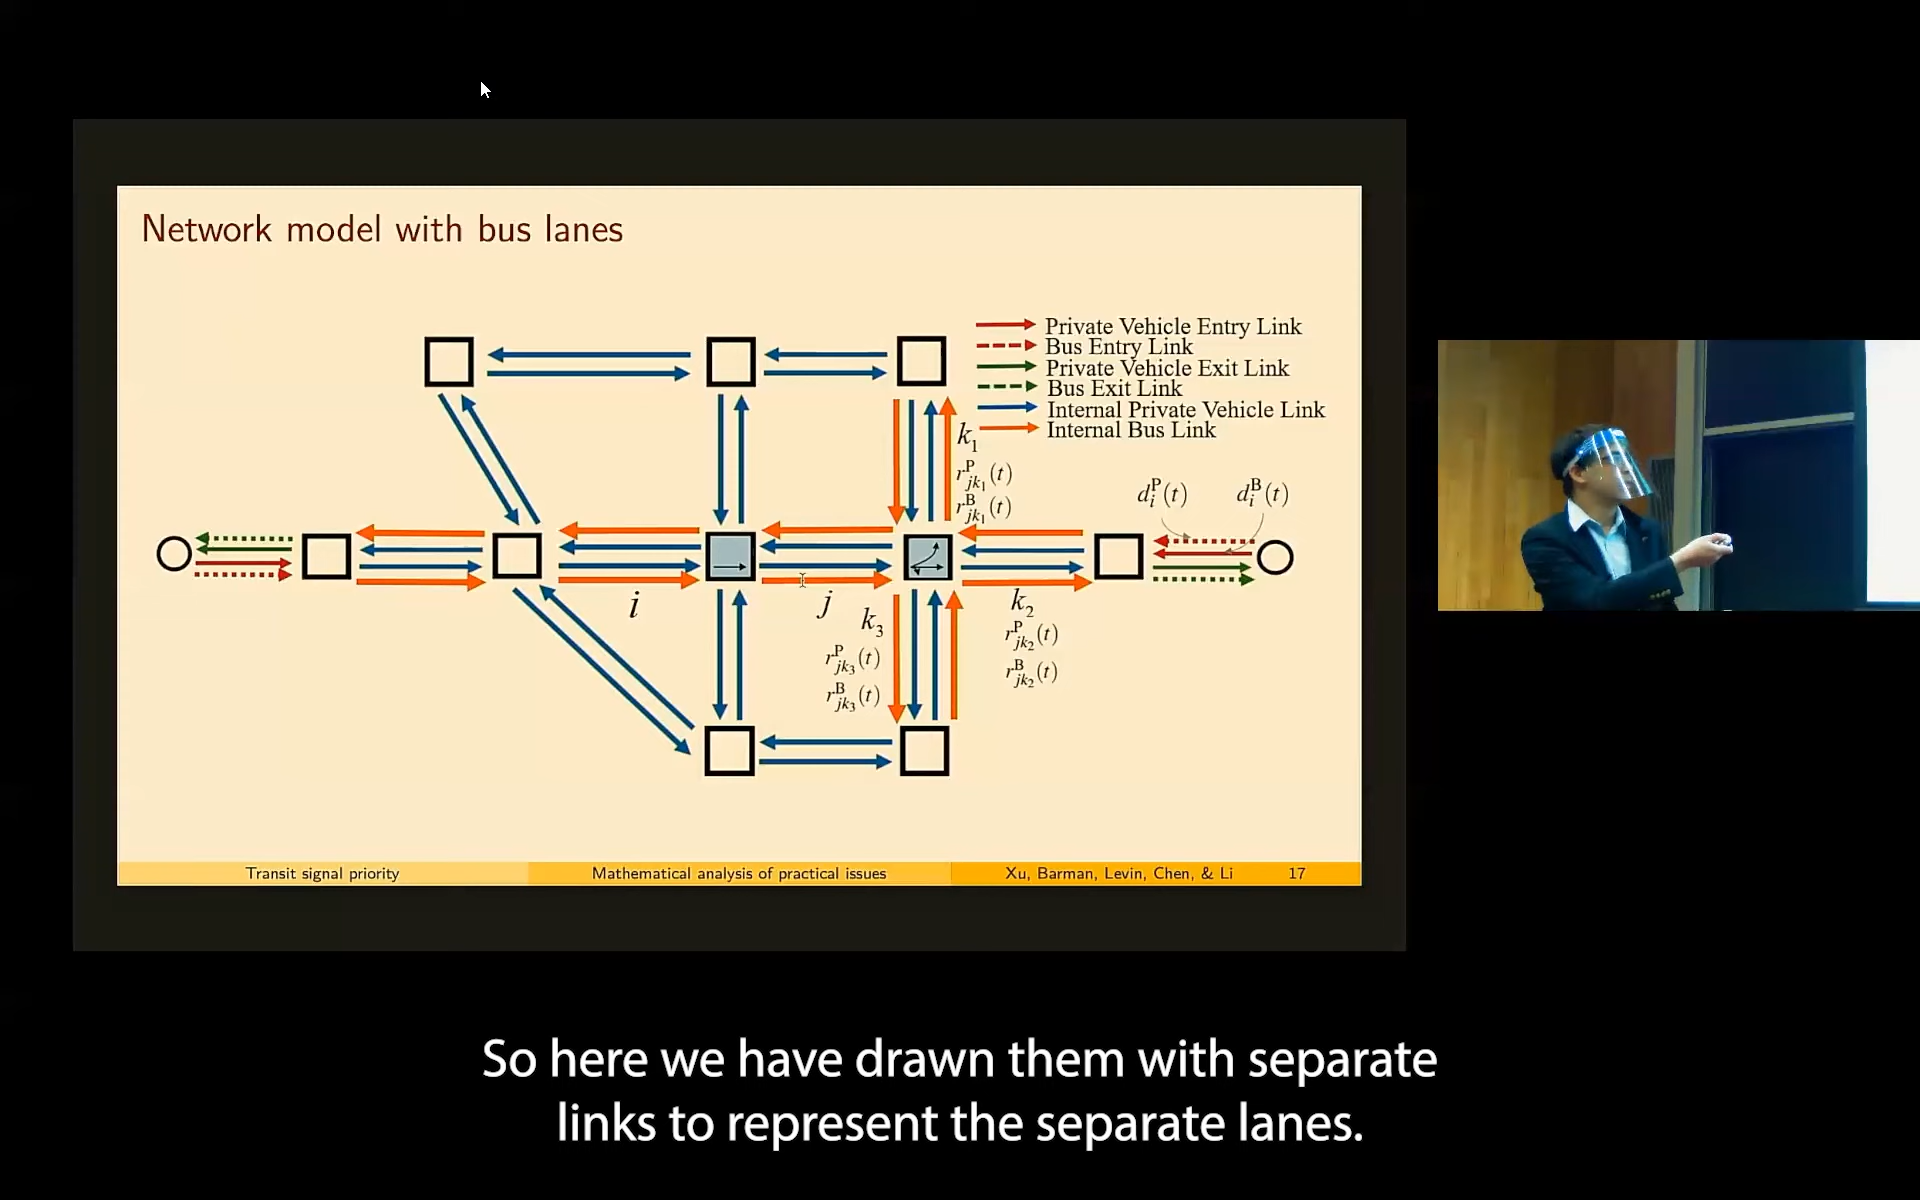 Network model with bus lanes
Private Vehicle Entry Link
Bus Entry Link
Private Vehicle Exit Link
Bus Exit Link
Internal Private Vehicle Link
Internal Bus Link
k₁
r^P_{jk₁}(t)
r^B_{jk₁}(t)
d_i^P(t) d_i^B(t)
i
j
k₃
r^P_{jk₃}(t)
r^B_{jk₃}(t)
k₂
r^P_{jk₂}(t)
r^B_{jk₂}(t)
Transit signal priority Mathematical analysis of practical issues Xu, Barman, Levin, Chen, & Li 17
So here we have drawn them with separate
links to represent the separate lanes.